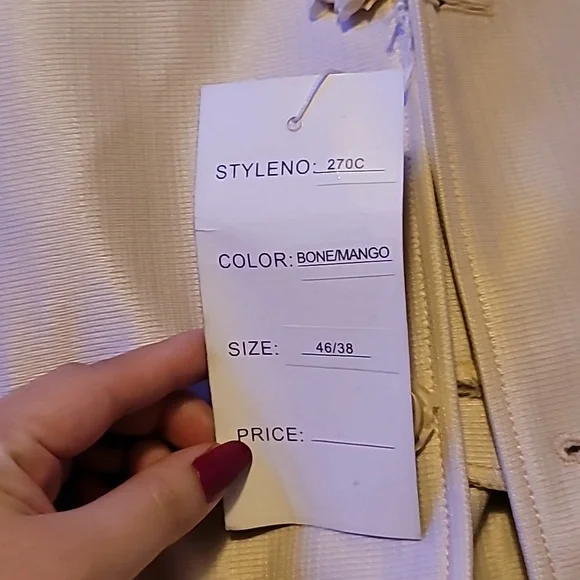 STYLENO: 270C
COLOR: BONE/MANGO
SIZE: 46/38
PRICE: